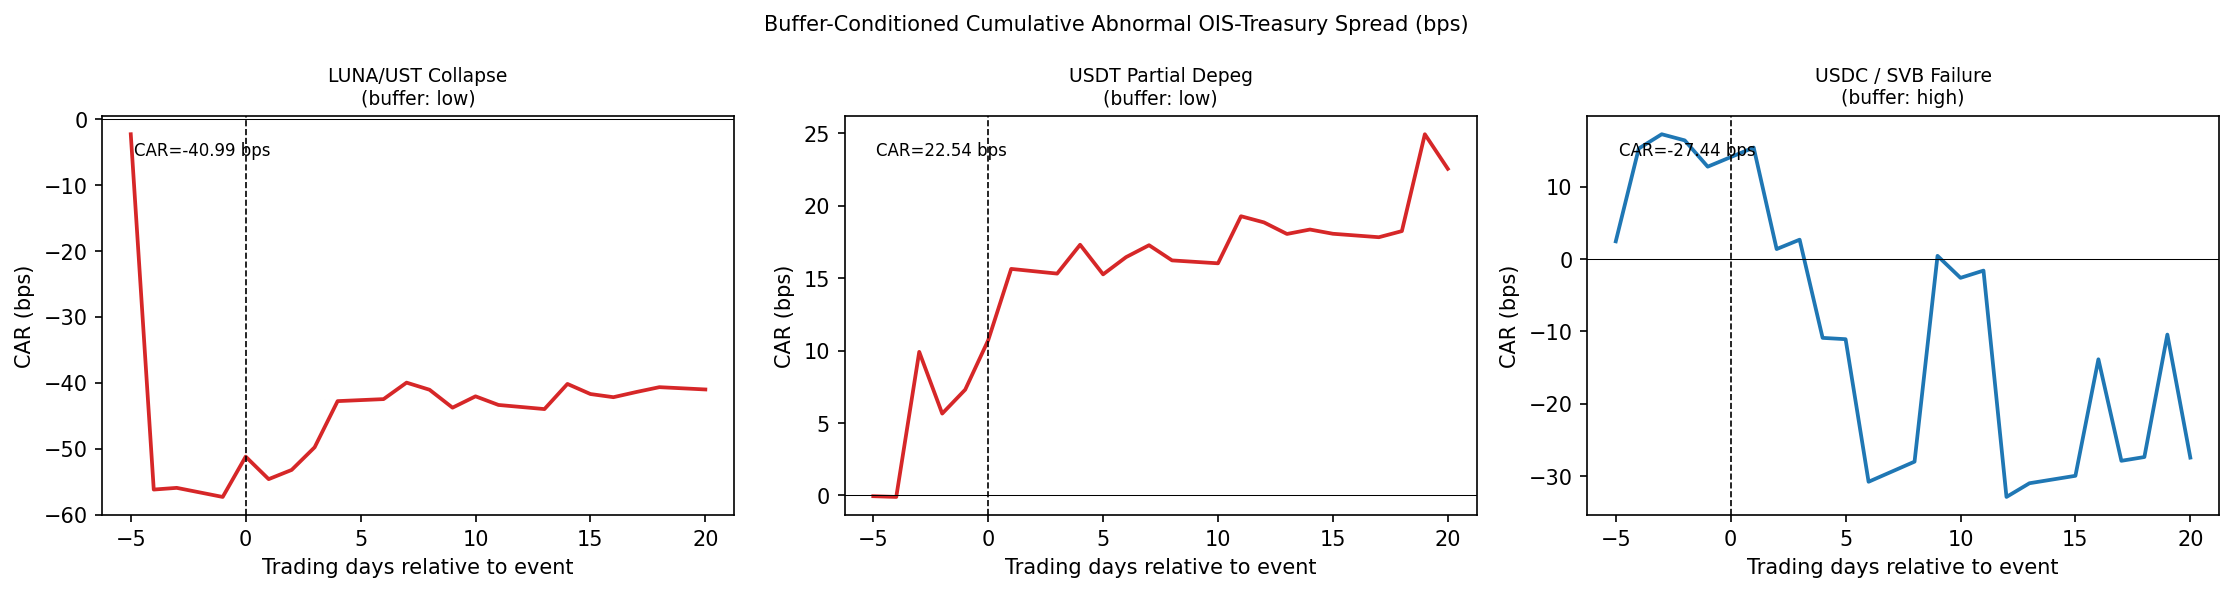 Buffer-Conditioned Cumulative Abnormal OIS-Treasury Spread (bps)
LUNA/UST Collapse
(buffer: low)
CAR=-40.99 bps
0
−10
−20
−30
−40
−50
−60
CAR (bps)
−5 0 5 10 15 20
Trading days relative to event
USDT Partial Depeg
(buffer: low)
CAR=22.54 bps
25
20
15
10
5
0
CAR (bps)
−5 0 5 10 15 20
Trading days relative to event
USDC / SVB Failure
(buffer: high)
CAR=-27.44 bps
10
0
−10
−20
−30
CAR (bps)
−5 0 5 10 15 20
Trading days relative to event